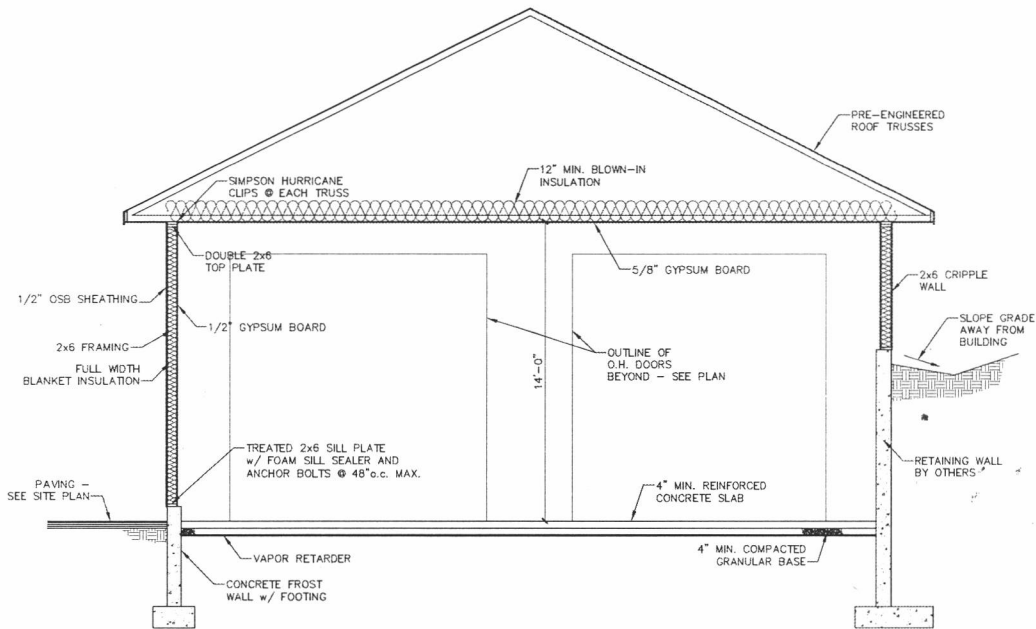 PRE-ENGINEERED
ROOF TRUSSES
12" MIN. BLOWN-IN
INSULATION
SIMPSON HURRICANE
CLIPS @ EACH TRUSS
DOUBLE 2x6
TOP PLATE
5/8" GYPSUM BOARD
2x6 CRIPPLE
WALL
1/2" OSB SHEATHING
1/2" GYPSUM BOARD
SLOPE GRADE
AWAY FROM
BUILDING
2x6 FRAMING
FULL WIDTH
BLANKET INSULATION
OUTLINE OF
O.H. DOORS
BEYOND - SEE PLAN
14'-0"
TREATED 2x6 SILL PLATE
w/ FOAM SILL SEALER AND
ANCHOR BOLTS @ 48"o.c. MAX.
RETAINING WALL
BY OTHERS
PAVING -
SEE SITE PLAN
4" MIN. REINFORCED
CONCRETE SLAB
VAPOR RETARDER
4" MIN. COMPACTED
GRANULAR BASE
CONCRETE FROST
WALL w/ FOOTING